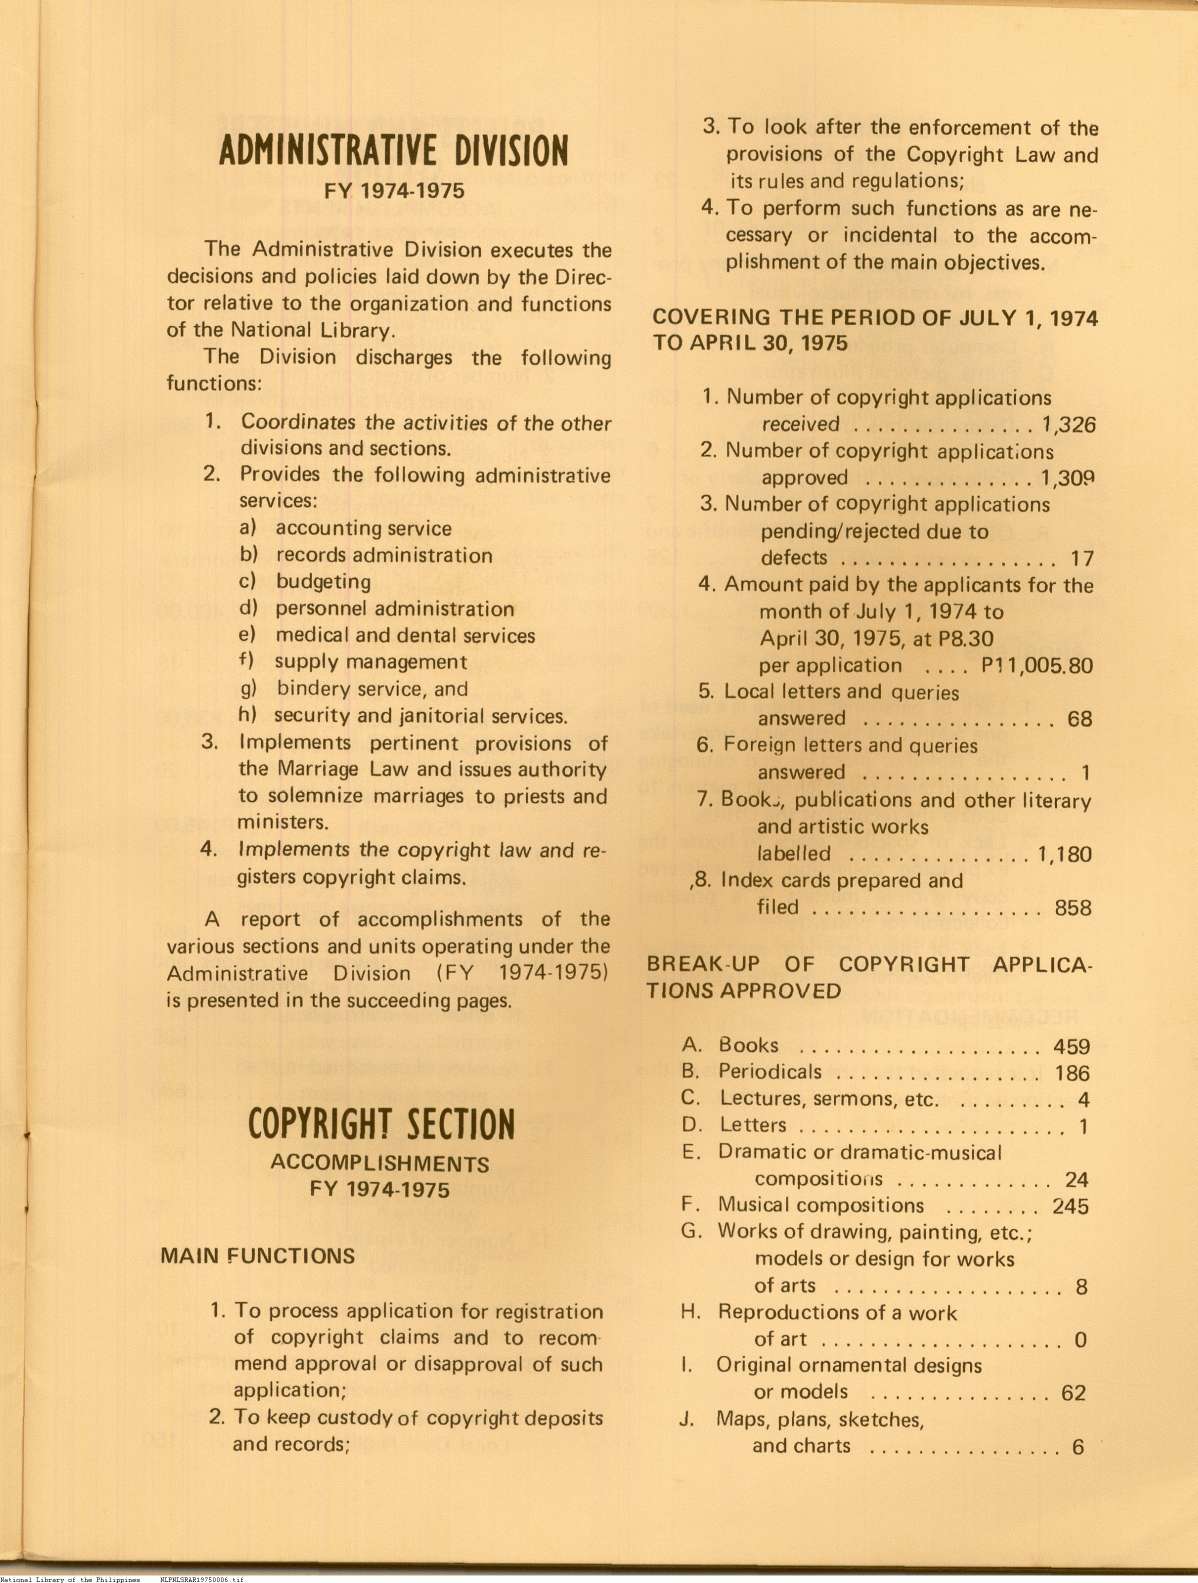 ADMINISTRATIVE DIVISION
FY 1974-1975
The Administrative Division executes the
decisions and policies laid down by the Direc-
tor relative to the organization and functions
of the National Library.
The Division discharges the following
functions:
1. Coordinates the activities of the other
divisions and sections.
2. Provides the following administrative
services:
a) accounting service
b) records administration
c) budgeting
d) personnel administration
e) medical and dental services
f) supply management
g) bindery service, and
h) security and janitorial services.
3. Implements pertinent provisions of
the Marriage Law and issues authority
to solemnize marriages to priests and
ministers.
4. Implements the copyright law and re-
gisters copyright claims.
A report of accomplishments of the
various sections and units operating under the
Administrative Division (FY 1974-1975)
is presented in the succeeding pages.
COPYRIGHT SECTION
ACCOMPLISHMENTS
FY 1974-1975
MAIN FUNCTIONS
1. To process application for registration
of copyright claims and to recom-
mend approval or disapproval of such
application;
2. To keep custody of copyright deposits
and records;
3. To look after the enforcement of the
provisions of the Copyright Law and
its rules and regulations;
4. To perform such functions as are ne-
cessary or incidental to the accom-
plishment of the main objectives.
COVERING THE PERIOD OF JULY 1, 1974
TO APRIL 30, 1975
1. Number of copyright applications
received . . . . . . . . . . . . . . . 1,326
2. Number of copyright applications
approved . . . . . . . . . . . . . . 1,309
3. Number of copyright applications
pending/rejected due to
defects . . . . . . . . . . . . . . . . . . 17
4. Amount paid by the applicants for the
month of July 1, 1974 to
April 30, 1975, at P8.30
per application . . . . P11,005.80
5. Local letters and queries
answered . . . . . . . . . . . . . . . . 68
6. Foreign letters and queries
answered . . . . . . . . . . . . . . . . . 1
7. Books, publications and other literary
and artistic works
labelled . . . . . . . . . . . . . . . 1,180
,8. Index cards prepared and
filed . . . . . . . . . . . . . . . . . . . 858
BREAK-UP OF COPYRIGHT APPLICA-
TIONS APPROVED
A. Books . . . . . . . . . . . . . . . . . . . . 459
B. Periodicals . . . . . . . . . . . . . . . . . 186
C. Lectures, sermons, etc. . . . . . . . . . 4
D. Letters . . . . . . . . . . . . . . . . . . . . . . 1
E. Dramatic or dramatic-musical
compositions . . . . . . . . . . . . . 24
F. Musical compositions . . . . . . . . 245
G. Works of drawing, painting, etc.;
models or design for works
of arts . . . . . . . . . . . . . . . . . . . 8
H. Reproductions of a work
of art . . . . . . . . . . . . . . . . . . . . 0
I. Original ornamental designs
or models . . . . . . . . . . . . . . . 62
J. Maps, plans, sketches,
and charts . . . . . . . . . . . . . . . . 6
National Library of the Philippines NLPNLSRAR19750006.tif